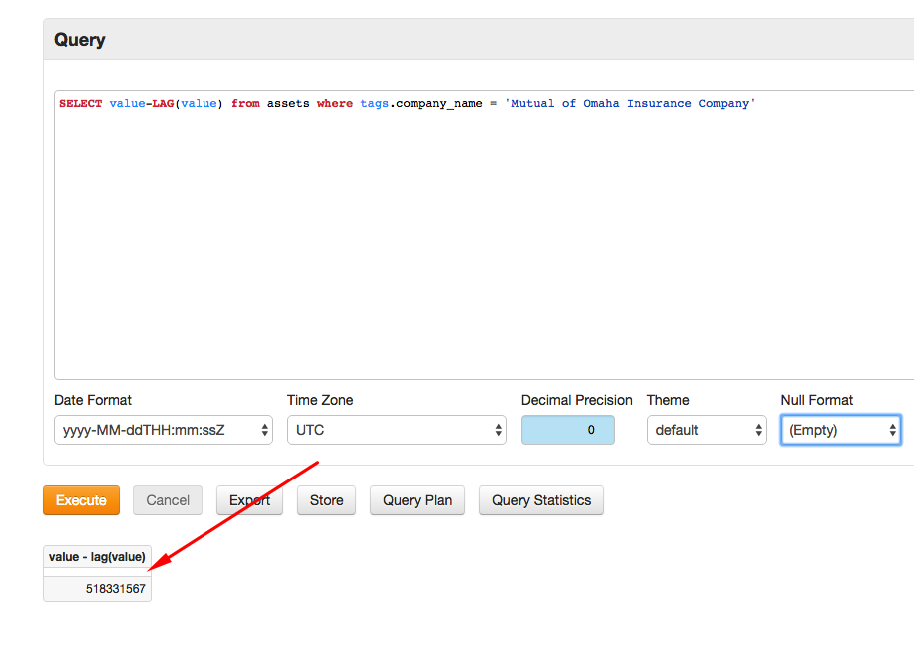 Query
SELECT value-LAG(value) from assets where tags.company_name = 'Mutual of Omaha Insurance Company'
Date Format Time Zone Decimal Precision Theme Null Format
yyyy-MM-ddTHH:mm:ssZ UTC 0 default (Empty)
Execute Cancel Export Store Query Plan Query Statistics
value - lag(value)
518331567